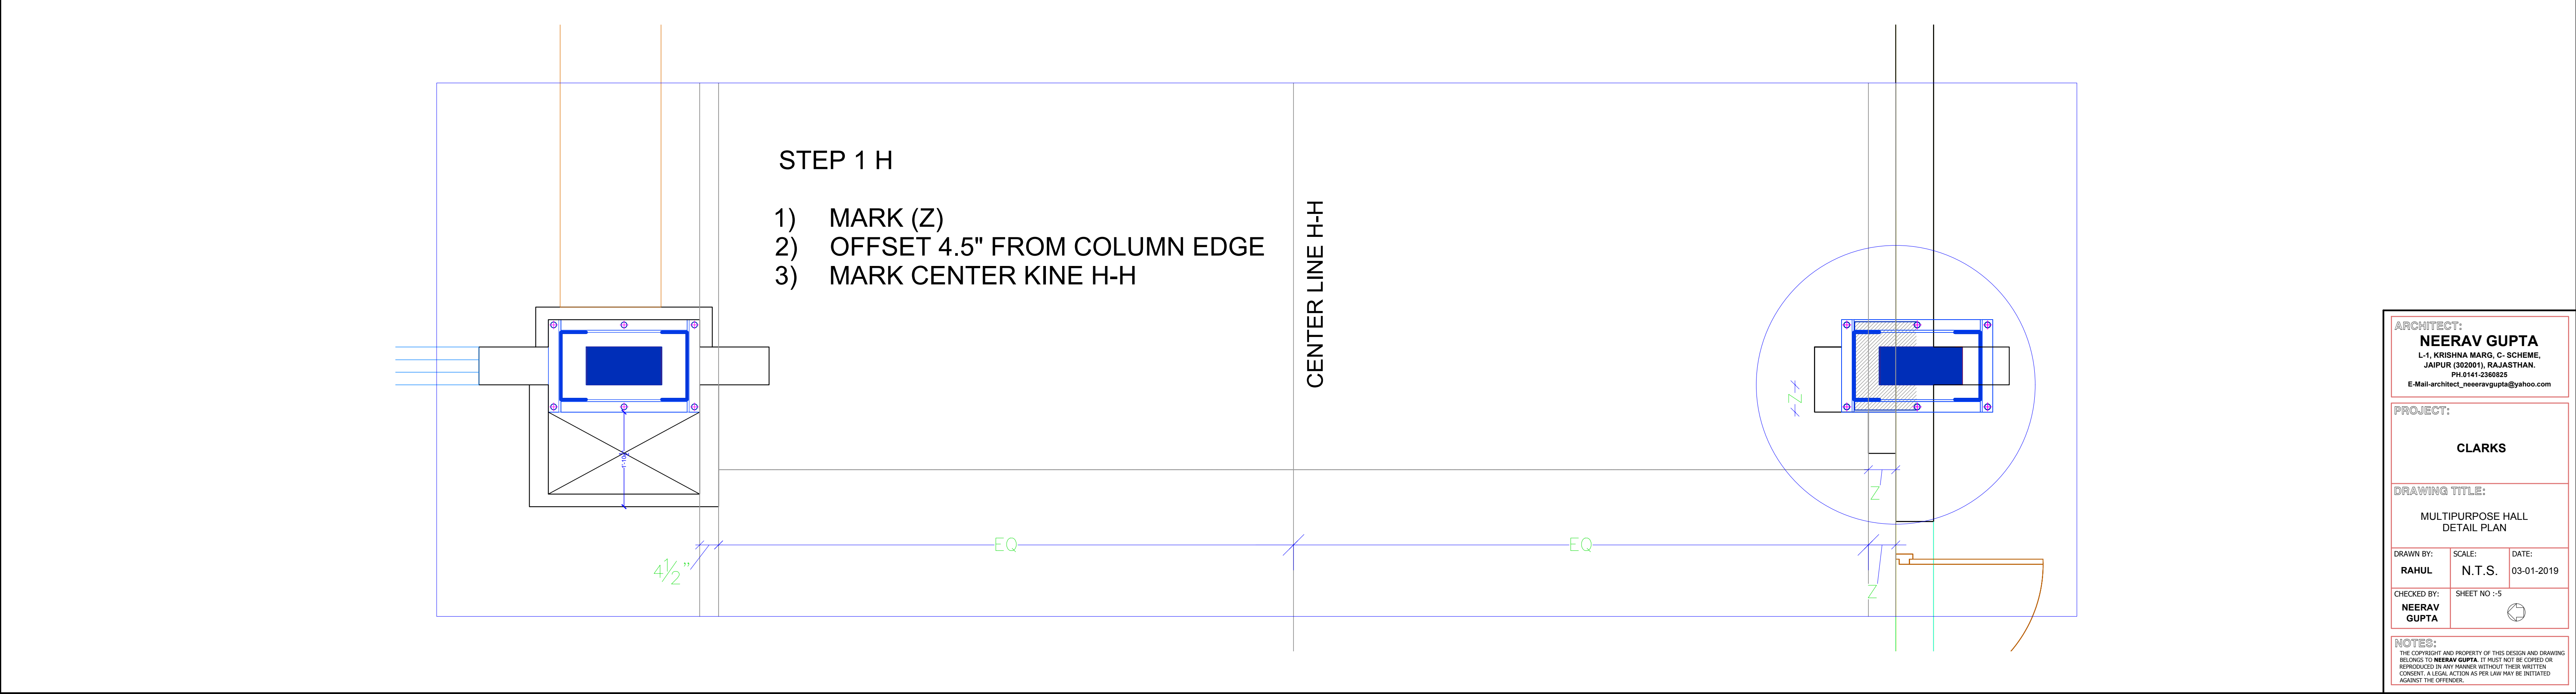 STEP 1 H
1) MARK (Z)
2) OFFSET 4.5" FROM COLUMN EDGE
3) MARK CENTER KINE H-H
CENTER LINE H-H
Z
Z
EQ
EQ
4½"
Z
ARCHITECT:
NEERAV GUPTA
L-1, KRISHNA MARG, C- SCHEME,
JAIPUR (302001), RAJASTHAN.
PH.0141-2360825
E-Mail-architect_neeeravgupta@yahoo.com
PROJECT:
CLARKS
DRAWING TITLE:
MULTIPURPOSE HALL
DETAIL PLAN
DRAWN BY:
RAHUL
SCALE:
N.T.S.
DATE:
03-01-2019
CHECKED BY:
NEERAV
GUPTA
SHEET NO :-5
NOTES:
THE COPYRIGHT AND PROPERTY OF THIS DESIGN AND DRAWING
BELONGS TO NEERAV GUPTA. IT MUST NOT BE COPIED OR
REPRODUCED IN ANY MANNER WITHOUT THEIR WRITTEN
CONSENT. A LEGAL ACTION AS PER LAW MAY BE INITIATED
AGAINST THE OFFENDER.